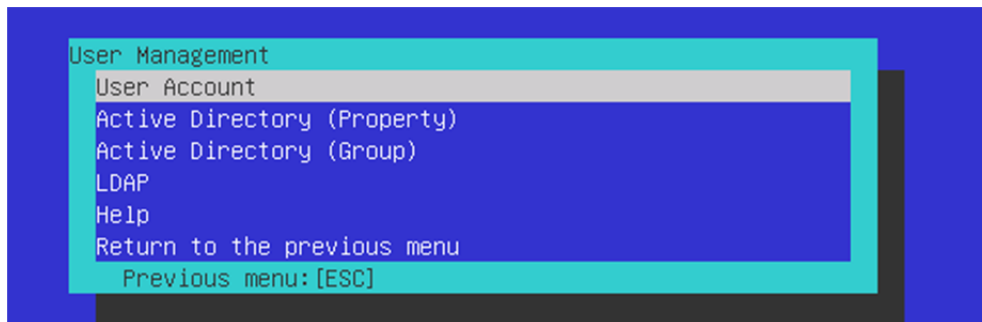 User Management
User Account
Active Directory (Property)
Active Directory (Group)
LDAP
Help
Return to the previous menu
Previous menu:[ESC]